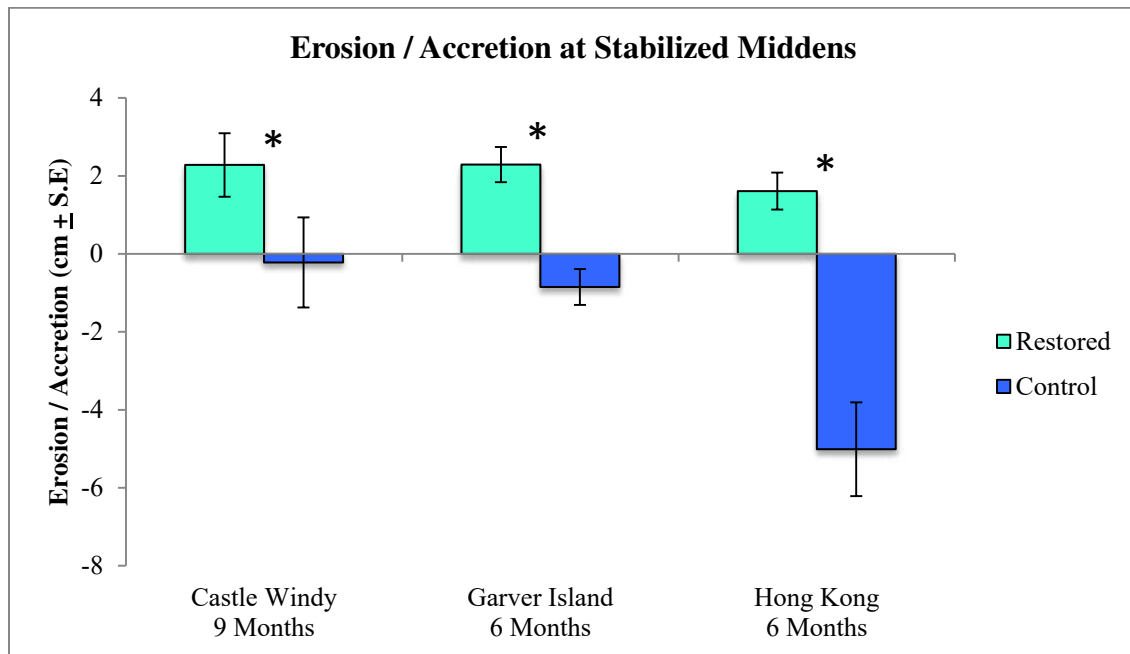 Erosion / Accretion at Stabilized Middens
Erosion / Accretion (cm ± S.E)
4
2
0
-2
-4
-6
-8
*
*
*
Castle Windy
9 Months
Garver Island
6 Months
Hong Kong
6 Months
Restored
Control